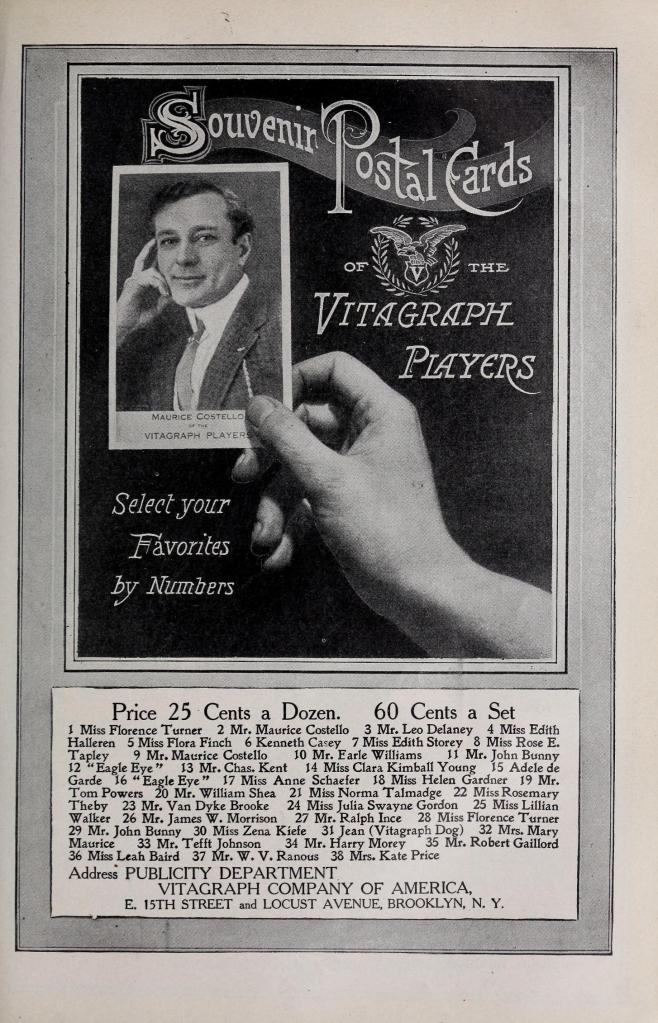 Souvenir Postal Cards
OF V THE
VITAGRAPH
PLAYERS
MAURICE COSTELLO
OF THE
VITAGRAPH PLAYERS
Select your
Favorites
by Numbers
Price 25 Cents a Dozen. 60 Cents a Set
1 Miss Florence Turner 2 Mr. Maurice Costello 3 Mr. Leo Delaney 4 Miss Edith
Halleren 5 Miss Flora Finch 6 Kenneth Casey 7 Miss Edith Storey 8 Miss Rose E.
Tapley 9 Mr. Maurice Costello 10 Mr. Earle Williams 11 Mr. John Bunny
12 "Eagle Eye" 13 Mr. Chas. Kent 14 Miss Clara Kimball Young 15 Adele de
Garde 16 "Eagle Eye" 17 Miss Anne Schaefer 18 Miss Helen Gardner 19 Mr.
Tom Powers 20 Mr. William Shea 21 Miss Norma Talmadge 22 Miss Rosemary
Theby 23 Mr. Van Dyke Brooke 24 Miss Julia Swayne Gordon 25 Miss Lillian
Walker 26 Mr. James W. Morrison 27 Mr. Ralph Ince 28 Miss Florence Turner
29 Mr. John Bunny 30 Miss Zena Kiefe 31 Jean (Vitagraph Dog) 32 Mrs. Mary
Maurice 33 Mr. Tefft Johnson 34 Mr. Harry Morey 35 Mr. Robert Gaillord
36 Miss Leah Baird 37 Mr. W. V. Ranous 38 Mrs. Kate Price
Address PUBLICITY DEPARTMENT
VITAGRAPH COMPANY OF AMERICA,
E. 15TH STREET and LOCUST AVENUE, BROOKLYN, N. Y.